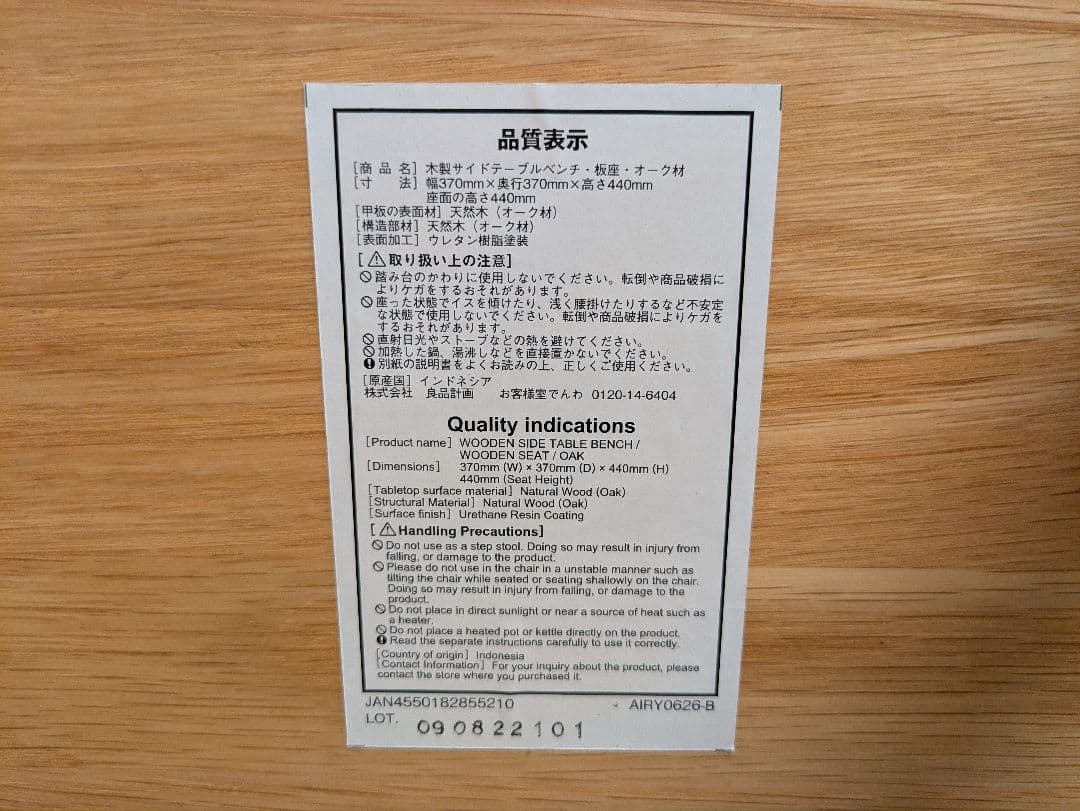 品質表示
[商 品 名] 木製サイドテーブルベンチ・板座・オーク材
[寸　　法] 幅370mm×奥行370mm×高さ440mm
座面の高さ440mm
[甲板の表面材] 天然木（オーク材）
[構造部材] 天然木（オーク材）
[表面加工] ウレタン樹脂塗装
[⚠取り扱い上の注意]
踏み台のかわりに使用しないでください。転倒や商品破損に
よりケガをするおそれがあります。
座った状態でイスを傾けたり、浅く腰掛けたりするなど不安定
な状態で使用しないでください。転倒や商品破損によりケガを
するおそれがあります。
直射日光やストーブなどの熱を避けてください。
加熱した鍋、湯沸しなどを直接置かないでください。
別紙の説明書をよくお読みの上、正しくご使用ください。
[原産国] インドネシア
株式会社　良品計画　　お客様室でんわ 0120-14-6404
Quality indications
[Product name] WOODEN SIDE TABLE BENCH /
WOODEN SEAT / OAK
[Dimensions] 370mm (W) × 370mm (D) × 440mm (H)
440mm (Seat Height)
[Tabletop surface material] Natural Wood (Oak)
[Structural Material] Natural Wood (Oak)
[Surface finish] Urethane Resin Coating
[⚠Handling Precautions]
Do not use as a step stool. Doing so may result in injury from
falling, or damage to the product.
Please do not use in the chair in a unstable manner such as
tilting the chair while seated or seating shallowly on the chair.
Doing so may result in injury from falling, or damage to the
product.
Do not place in direct sunlight or near a source of heat such as
a heater.
Do not place a heated pot or kettle directly on the product.
Read the separate instructions carefully to use it correctly.
[Country of origin] Indonesia
[Contact Information] For your inquiry about the product, please
contact the store where you purchased it.
JAN4550182855210 AIRY0626-B
LOT. 090822101